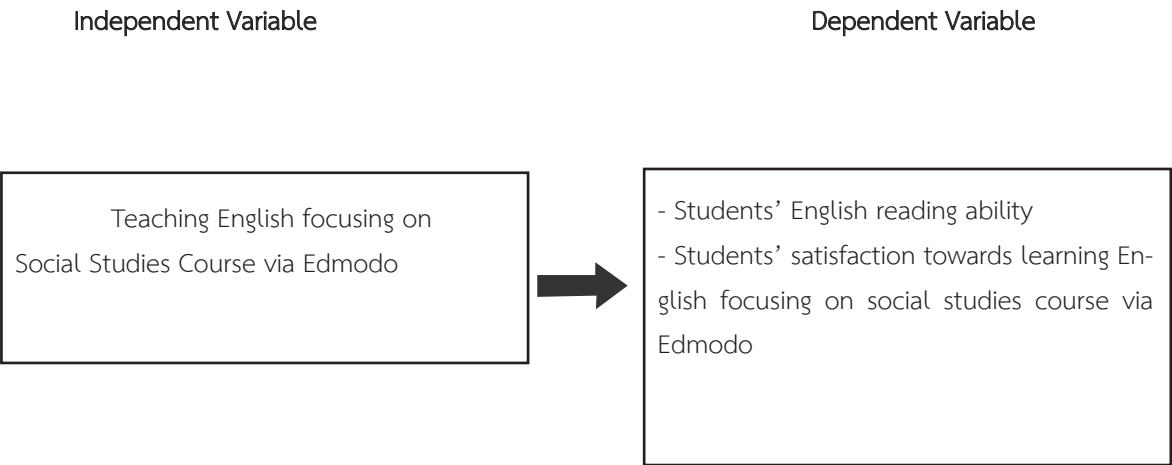 Independent Variable
Dependent Variable
Teaching English focusing on
Social Studies Course via Edmodo
- Students’ English reading ability
- Students’ satisfaction towards learning En-
glish focusing on social studies course via
Edmodo